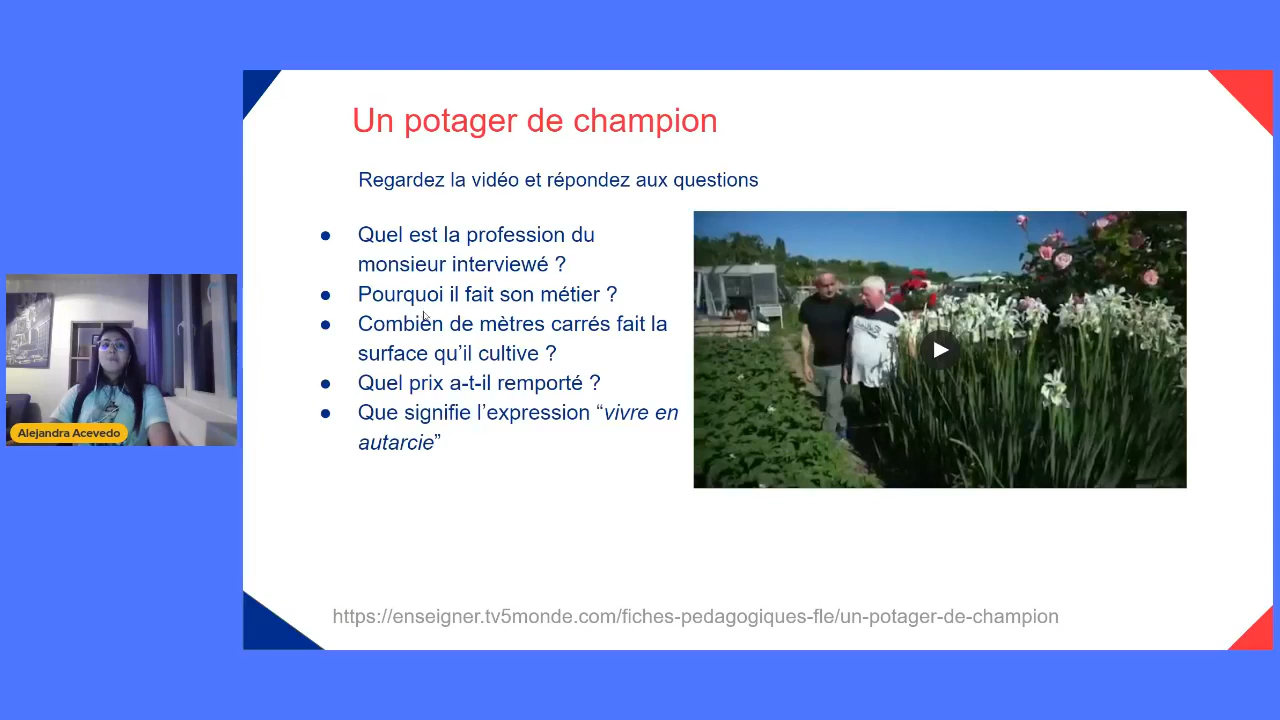 Un potager de champion
Regardez la vidéo et répondez aux questions
● Quel est la profession du
monsieur interviewé ?
● Pourquoi il fait son métier ?
● Combien de mètres carrés fait la
surface qu'il cultive ?
● Quel prix a-t-il remporté ?
● Que signifie l'expression “vivre en
autarcie”
Alejandra Acevedo
https://enseigner.tv5monde.com/fiches-pedagogiques-fle/un-potager-de-champion